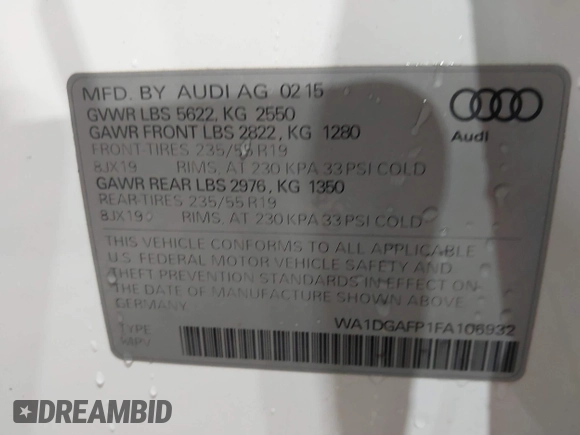 MFD. BY AUDI AG 02 15
GVWR LBS 5622, KG 2550
GAWR FRONT LBS 2822, KG 1280
FRONT-TIRES 235/55 R19
8JX19 RIMS, AT 230 KPA 33 PSI COLD
GAWR REAR LBS 2976, KG 1350
REAR-TIRES 235/55 R19
8JX19 RIMS, AT 230 KPA 33 PSI COLD
Audi
THIS VEHICLE CONFORMS TO ALL APPLICABLE
U.S. FEDERAL MOTOR VEHICLE SAFETY AND
THEFT PREVENTION STANDARDS IN EFFECT ON
THE DATE OF MANUFACTURE SHOWN ABOVE
GERMANY
WA1DGAFP1FA106932
TYPE
MPV
DREAMBID